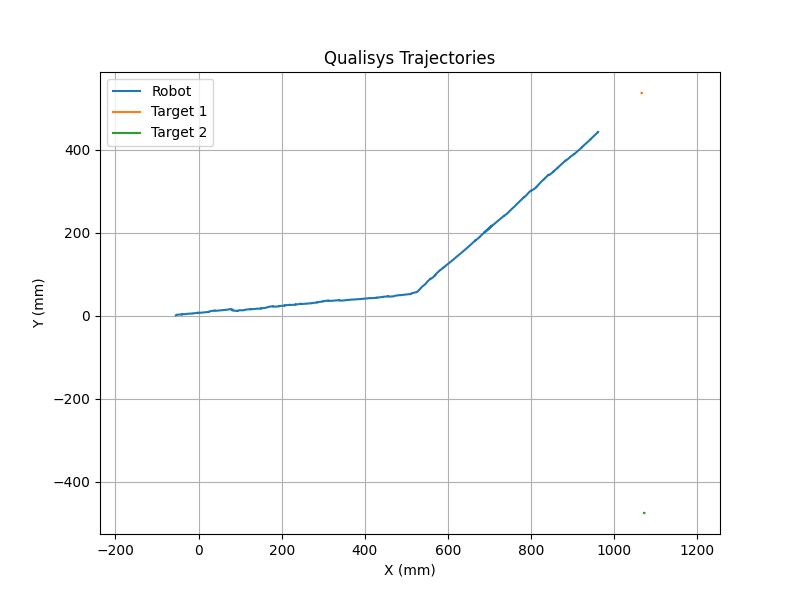 Qualisys Trajectories
Robot
Target 1
Target 2
400
200
0
−200
−400
Y (mm)
−200
0
200
400
600
800
1000
1200
X (mm)